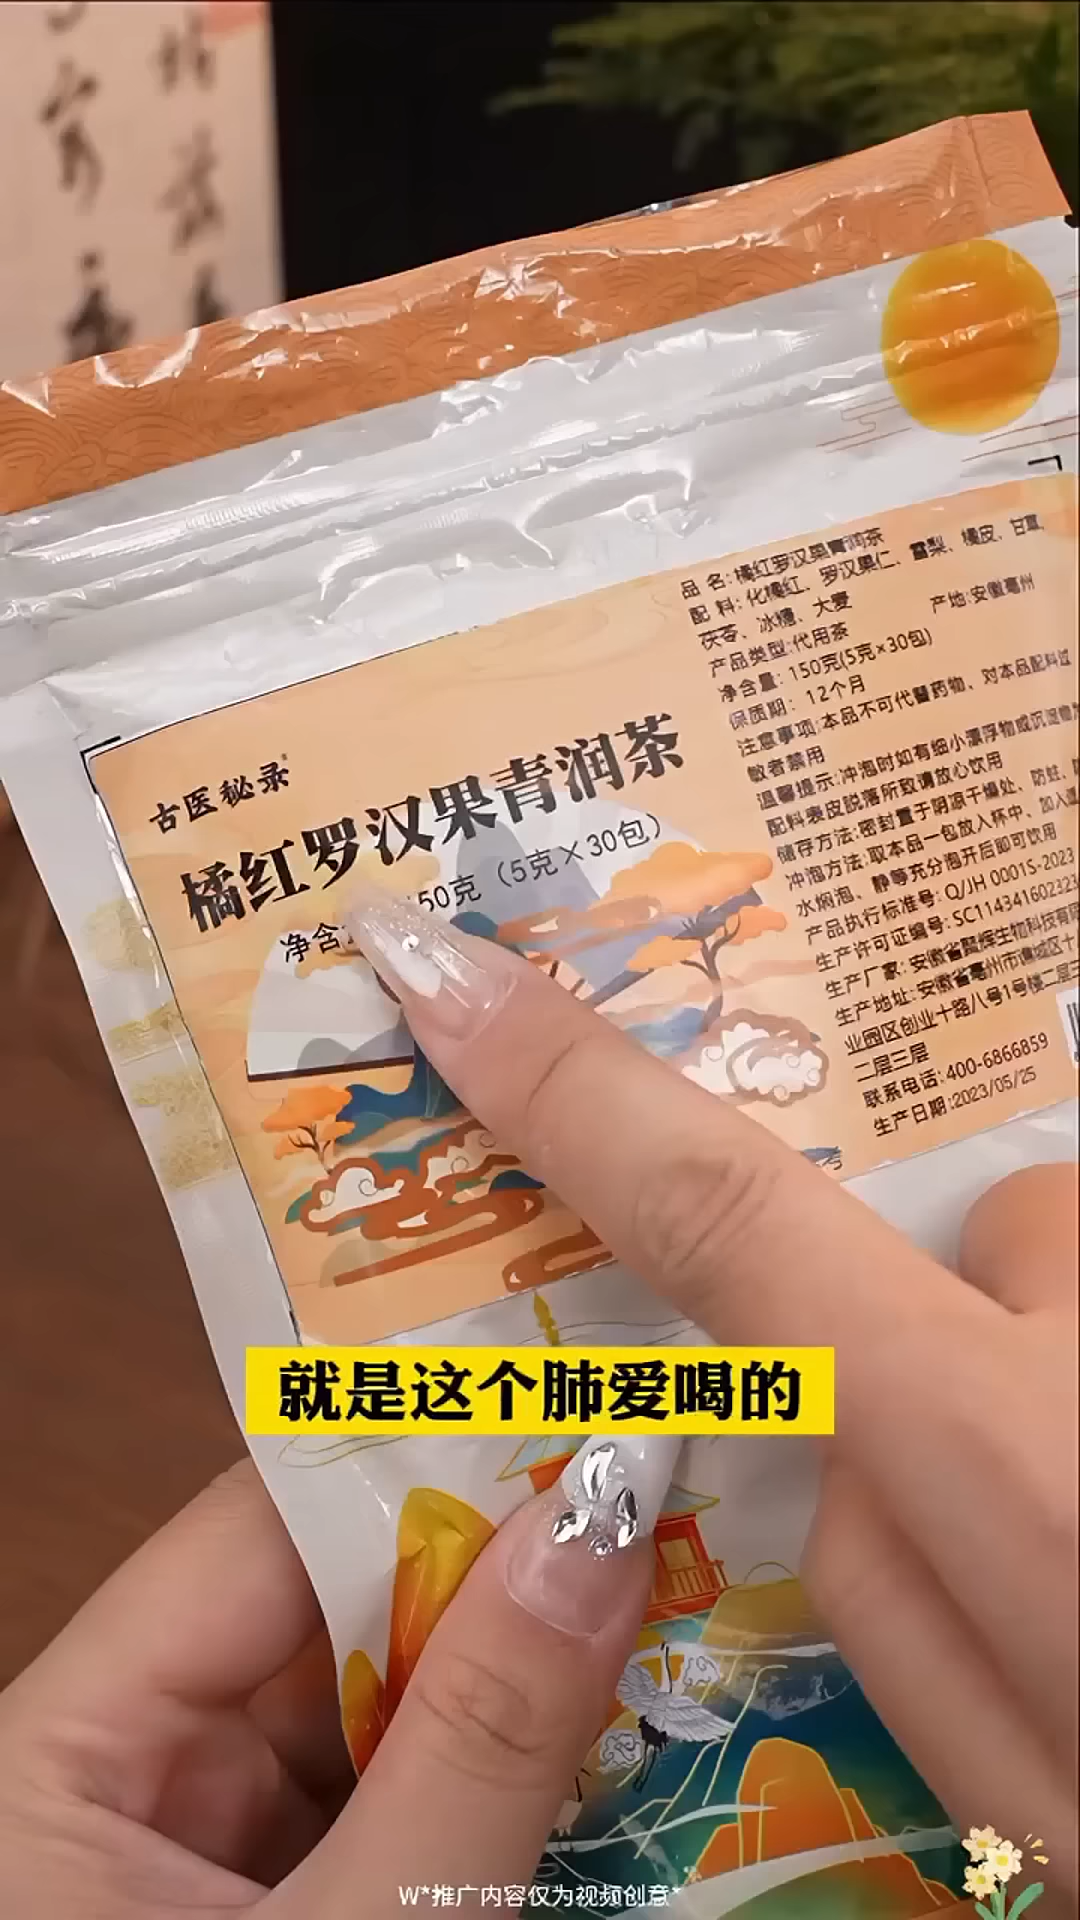 古医秘录
橘红罗汉果青润茶
50克（5克×30包）
净含
品 名:橘红罗汉果青润茶
配 料:化橘红、罗汉果仁、雪梨、橘皮、甘草、
茯苓、冰糖、大麦
产地:安徽亳州
产品类型:代用茶
净含量: 150克(5克×30包)
保质期: 12个月
注意事项:本品不可代替药物、对本品配料过
敏者禁用
温馨提示:冲泡时如有细小漂浮物或沉淀
配料表皮脱落所致请放心饮用
储存方法:密封置于阴凉干燥处、防蛀、
冲泡方法:取本品一包放入杯中、加入
水焖泡、静等充分泡开后即可饮用
产品执行标准号: Q/JH 0001S-2023
生产许可证编号: SC114341602323
生产厂家: 安徽省聚辉生物科技有限
生产地址: 安徽省亳州市谯城区十
业园区创业十路八号1号楼二层
二层三层
联系电话: 400-6866859
生产日期:2023/05/25
就是这个肺爱喝的
W*推广内容仅为视频创意*